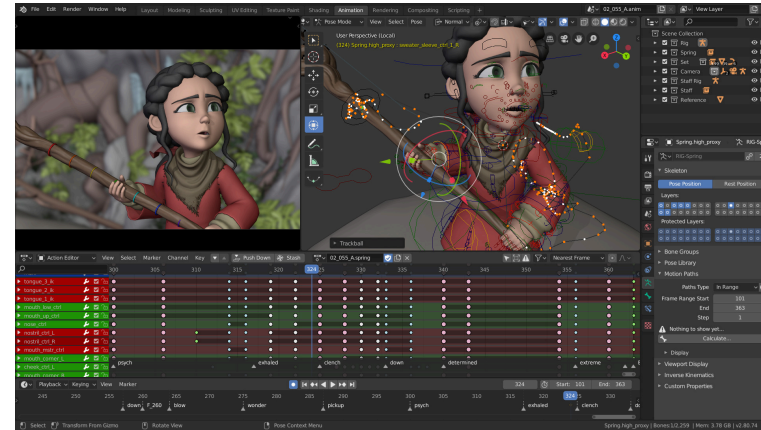 File Edit Render Window Help Layout Modeling Sculpting UV Editing Texture Paint Shading Animation Rendering Compositing Scripting + 02_055_A.anim View Layer
Pose Mode View Select Pose Normal
User Perspective (Local)
(324) Spring.high_proxy : sweater_sleeve_ctrl_1_R
Scene Collection
Rig
Spring
Set
Camera
Staff Rig
Staff
Reference
Spring.high_proxy RIG-S
RIG-Spring
Skeleton
Pose Position Rest Position
Layers:
Protected Layers:
Bone Groups
Pose Library
Motion Paths
Paths Type In Range
Frame Range Start 101
End 363
Step 1
Nothing to show yet...
Calculate...
Display
Viewport Display
Inverse Kinematics
Custom Properties
Trackball
Action Editor View Select Marker Channel Key Push Down Stash 02_055_A.spring Nearest Frame
300 305 310 315 320 324 330 335 340 345 350 355 360
tongue_3_ik
tongue_2_ik
tongue_1_ik
mouth_low_ctrl
mouth_up_ctrl
nose_ctrl
nostril_ctrl_L
nostril_ctrl_R
mouth_mstr_ctrl
mouth_corner_L
cheek_ctrl_L
mouth_corner_R
psych exhaled clench down determined extreme
Playback Keying View Marker 324 Start: 101 End: 363
245 250 255 260 265 270 275 280 285 290 295 300 305 310 315 320 324 330
down F_260 blow wonder pickup psych exhaled clench
Select Transform From Gizmo Rotate View Pose Context Menu Spring.high_proxy | Bones:1/2,259 | Mem: 3.78 GB | v2.80.74